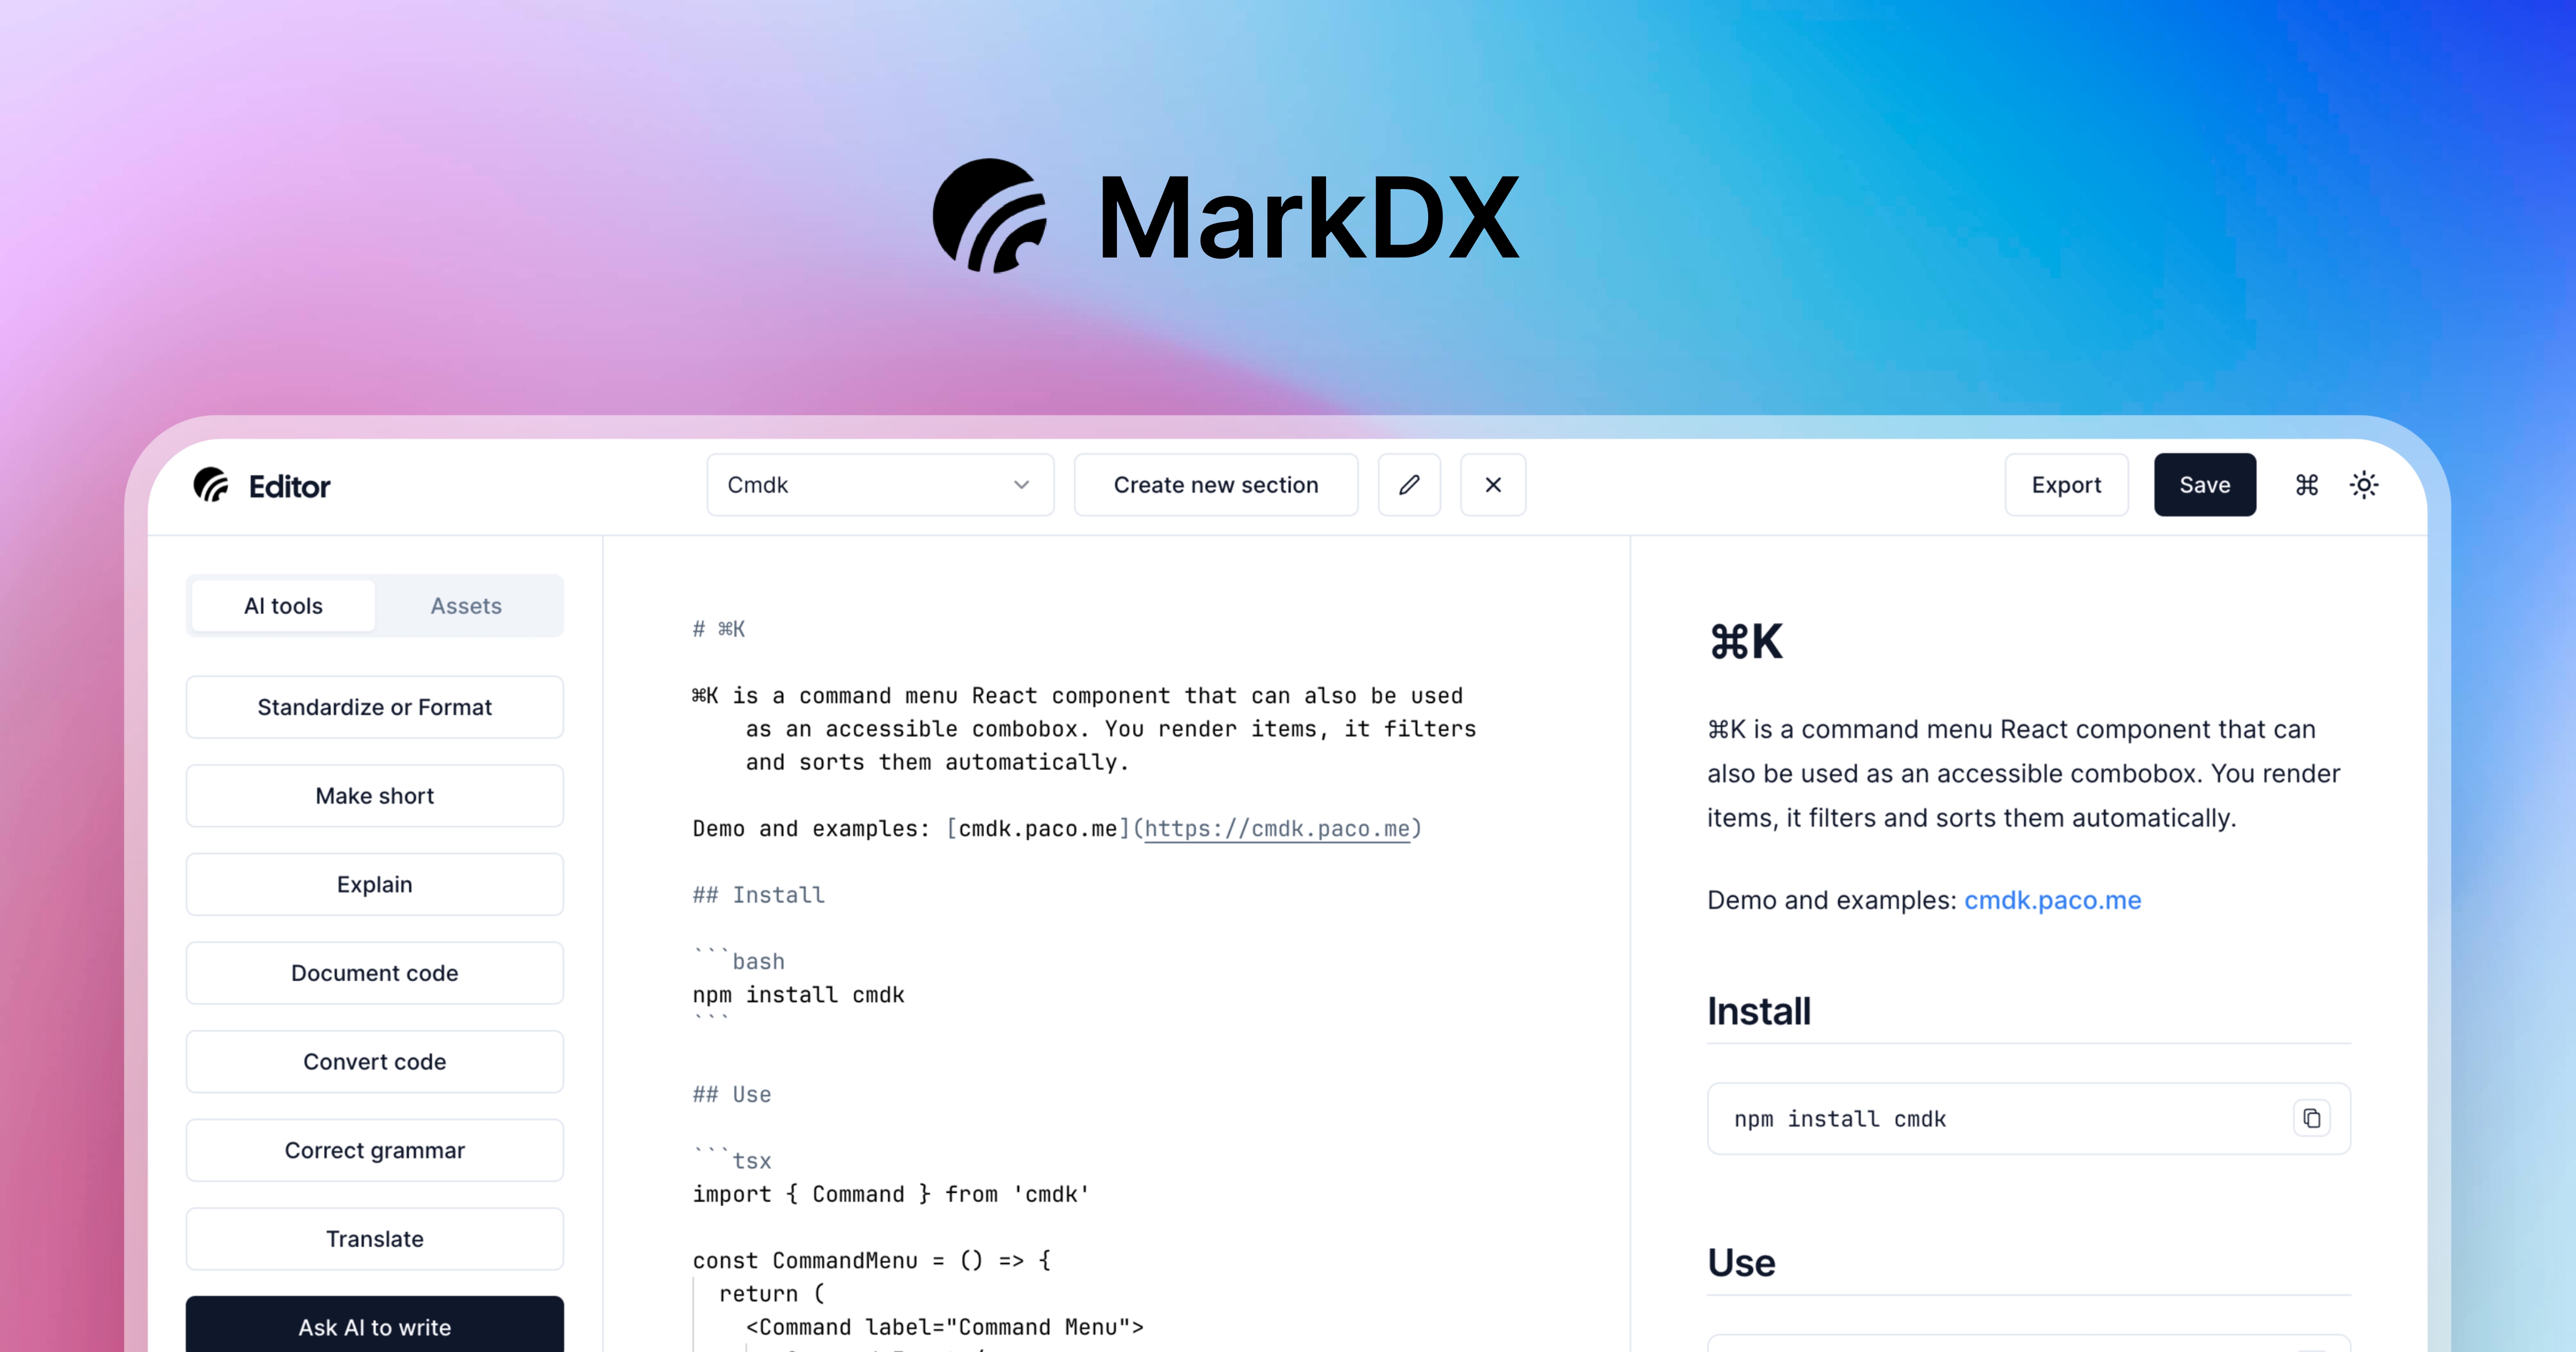 MarkDX
Editor
Cmdk
Create new section
Export
Save
⌘
AI tools
Assets
Standardize or Format
Make short
Explain
Document code
Convert code
Correct grammar
Translate
Ask AI to write
# ⌘K
⌘K is a command menu React component that can also be used
as an accessible combobox. You render items, it filters
and sorts them automatically.
Demo and examples: [cmdk.paco.me](https://cmdk.paco.me)
## Install
```bash
npm install cmdk
```
## Use
```tsx
import { Command } from 'cmdk'
const CommandMenu = () => {
return (
<Command label="Command Menu">
⌘K
⌘K is a command menu React component that can
also be used as an accessible combobox. You render
items, it filters and sorts them automatically.
Demo and examples: cmdk.paco.me
Install
npm install cmdk
Use